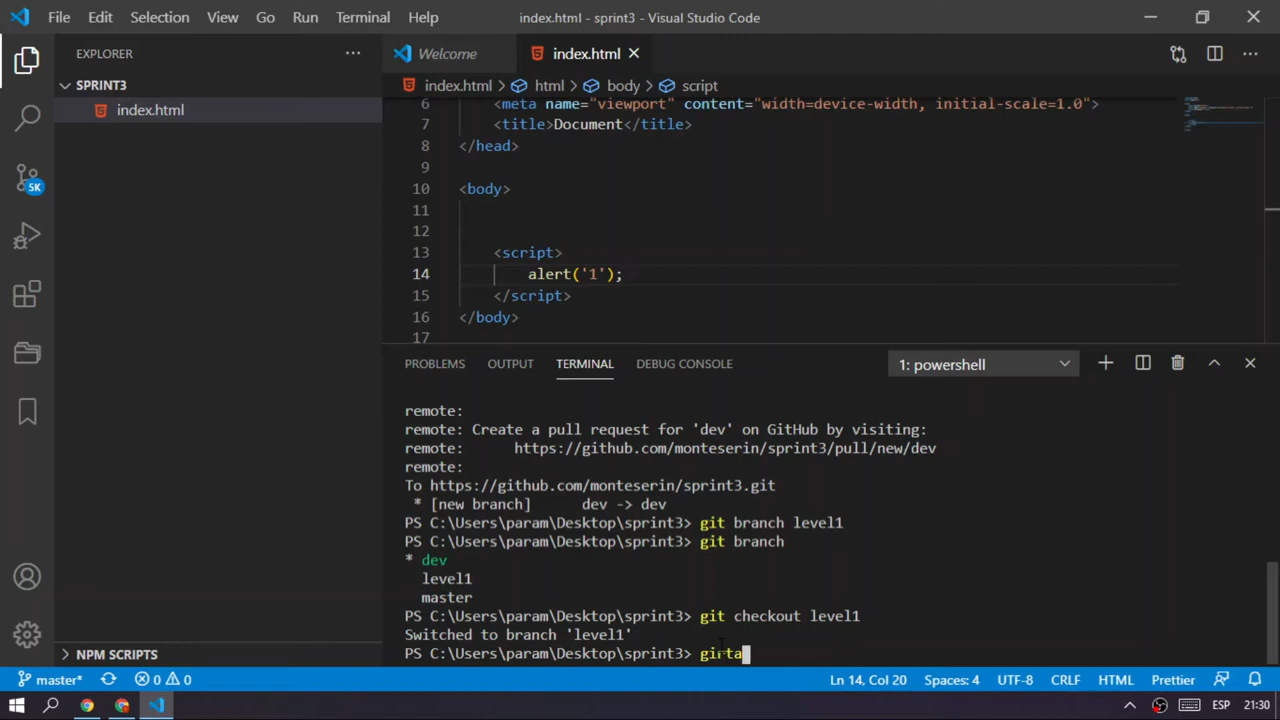 File Edit Selection View Go Run Terminal Help index.html - sprint3 - Visual Studio Code
EXPLORER
SPRINT3
index.html
5K
NPM SCRIPTS
Welcome index.html
index.html > html > body > script
6 <meta name="viewport" content="width=device-width, initial-scale=1.0">
7 <title>Document</title>
8 </head>
9
10 <body>
11
12
13 <script>
14 alert('1');
15 </script>
16 </body>
17
PROBLEMS OUTPUT TERMINAL DEBUG CONSOLE 1: powershell
remote:
remote: Create a pull request for 'dev' on GitHub by visiting:
remote: https://github.com/monteserin/sprint3/pull/new/dev
remote:
To https://github.com/monteserin/sprint3.git
* [new branch] dev -> dev
PS C:\Users\param\Desktop\sprint3> git branch level1
PS C:\Users\param\Desktop\sprint3> git branch
* dev
level1
master
PS C:\Users\param\Desktop\sprint3> git checkout level1
Switched to branch 'level1'
PS C:\Users\param\Desktop\sprint3>
master* 0 0 Ln 14, Col 20 Spaces: 4 UTF-8 CRLF HTML Prettier
ESP 21:30